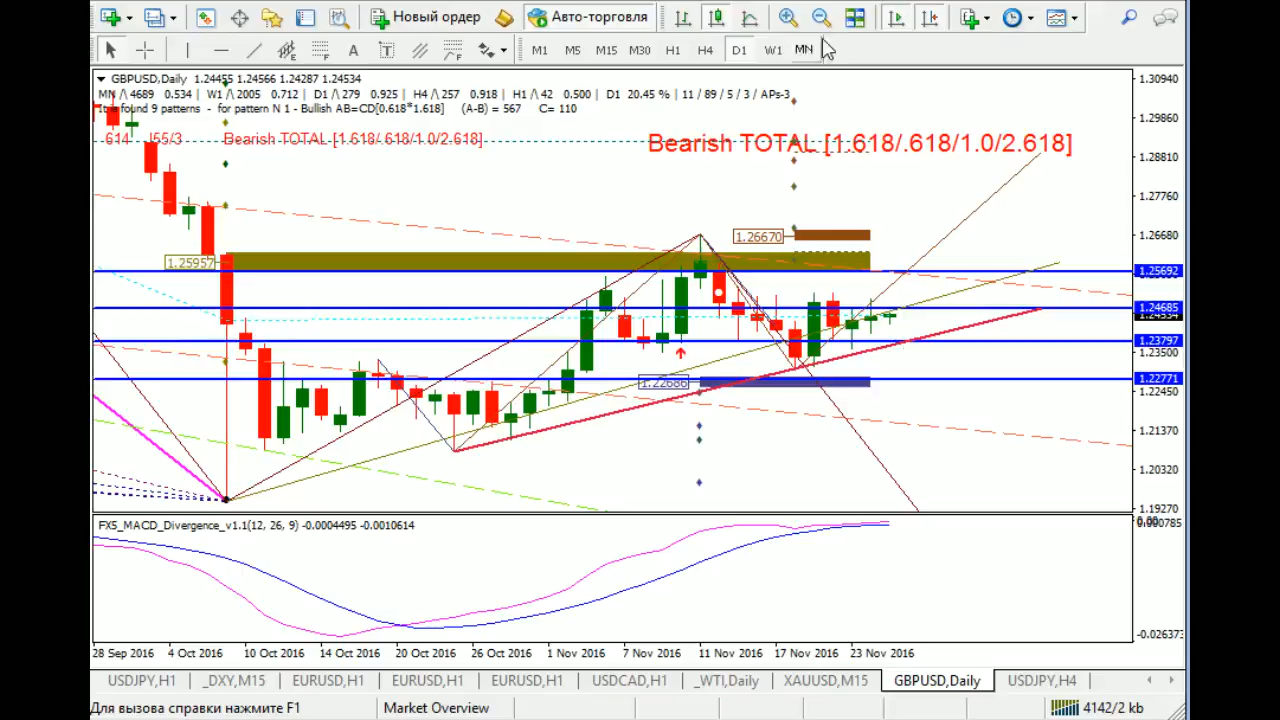 Новый ордер
Авто-торговля
A
T
M1 M5 M15 M30 H1 H4 D1 W1 MN
GBPUSD,Daily 1.24455 1.24566 1.24287 1.24534
MN /\ 4689 0.534 | W1 /\ 2005 0.712 | D1 /\ 279 0.925 | H4 /\ 257 0.918 | H1 /\ 42 0.500 | D1 20.45 % | 11 / 89 / 5 / 3 / APs-3
found 9 patterns - for pattern N 1 - Bullish AB=CD[0.618*1.618] (A-B) = 567 C= 110
614 I55/3 Bearish TOTAL [1.618/.618/1.0/2.618]
Bearish TOTAL [1.618/.618/1.0/2.618]
1.26670
1.25957
1.22686
1.30940
1.29860
1.28810
1.27760
1.26680
1.25692
1.24685
1.23797
1.23500
1.22771
1.22450
1.21370
1.20320
1.19270
FX5_MACD_Divergence_v1.1(12, 26, 9) -0.0004495 -0.0010614
-0.026373
28 Sep 2016 4 Oct 2016 10 Oct 2016 14 Oct 2016 20 Oct 2016 26 Oct 2016 1 Nov 2016 7 Nov 2016 11 Nov 2016 17 Nov 2016 23 Nov 2016
USDJPY,H1 _DXY,M15 EURUSD,H1 EURUSD,H1 EURUSD,H1 USDCAD,H1 _WTI,Daily XAUUSD,M15 GBPUSD,Daily USDJPY,H4
Для вызова справки нажмите F1 Market Overview 4142/2 kb